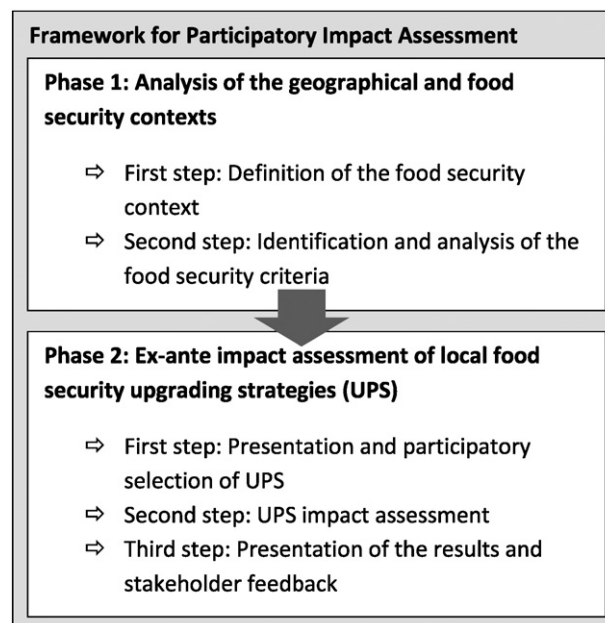 Framework for Participatory Impact Assessment
Phase 1: Analysis of the geographical and food
security contexts
⇨ First step: Definition of the food security
context
⇨ Second step: Identification and analysis of the
food security criteria
Phase 2: Ex-ante impact assessment of local food
security upgrading strategies (UPS)
⇨ First step: Presentation and participatory
selection of UPS
⇨ Second step: UPS impact assessment
⇨ Third step: Presentation of the results and
stakeholder feedback